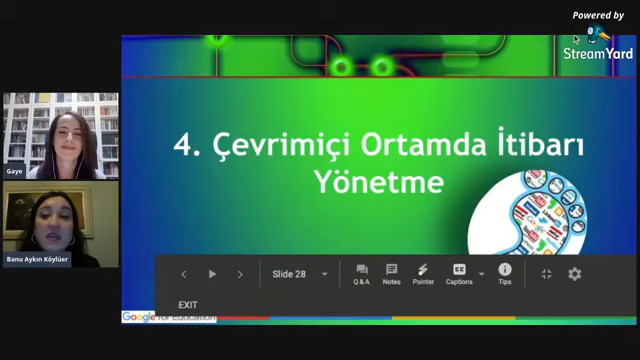 Powered by
StreamYard
4. Çevrimiçi Ortamda İtibarı
Yönetme
Gaye
Banu Aykın Köylüer
Google
Slide 28
Q & A
Notes
Pointer
Captions
Tips
EXIT
Google for Education